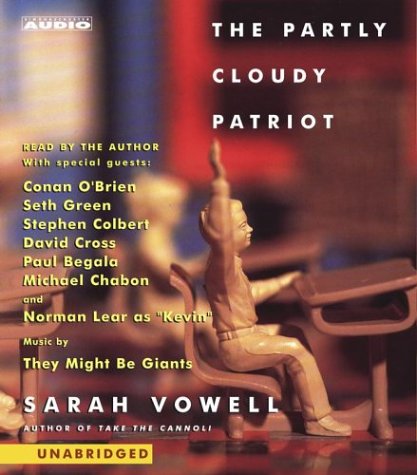 AUDIO
THE PARTLY
CLOUDY
PATRIOT
READ BY THE AUTHOR
With special guests:
Conan O'Brien
Seth Green
Stephen Colbert
David Cross
Paul Begala
Michael Chabon
and
Norman Lear as "Kevin"
Music by
They Might Be Giants
SARAH VOWELL
AUTHOR OF TAKE THE CANNOLI
UNABRIDGED